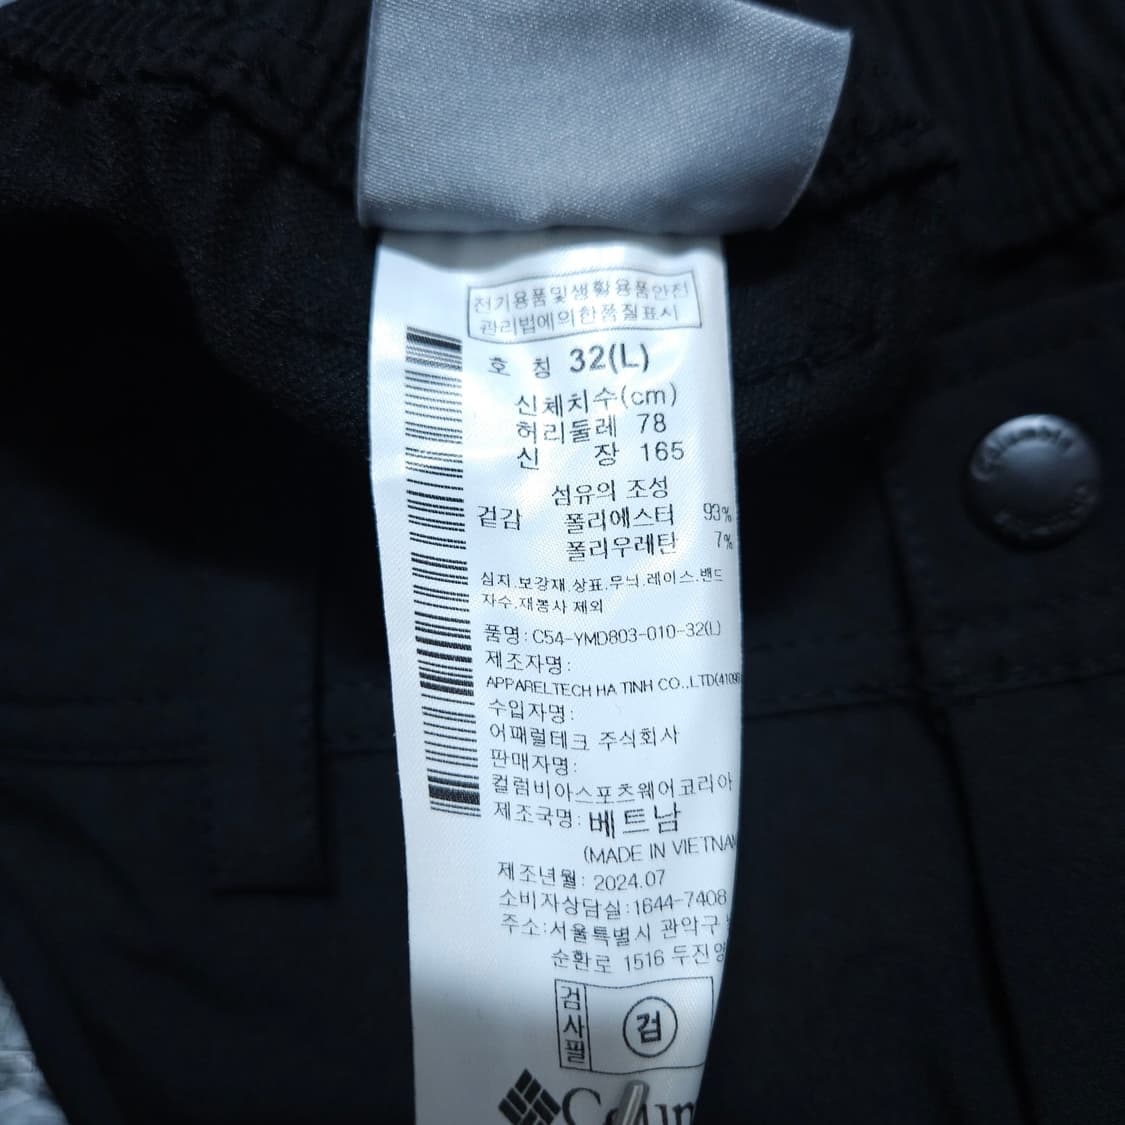 전기용품및생활용품안전
관리법에의한품질표시
호 칭 32(L)
신체치수(cm)
허리둘레 78
신 장 165
섬유의 조성
겉감 폴리에스터 93%
폴리우레탄 7%
심지.보강재.상표.무늬.레이스.밴드
자수.재봉사 제외
품명:C54-YMD803-010-32(L)
제조자명:
APPARELTECH HA TINH CO.,LTD(4109
수입자명:
어패럴테크 주식회사
판매자명:
컬럼비아스포츠웨어코리아
제조국명: 베트남
(MADE IN VIETNAM
제조년월: 2024.07
소비자상담실:1644-7408
주소:서울특별시 관악구
순환로 1516 두진
검사필
검
Columbia